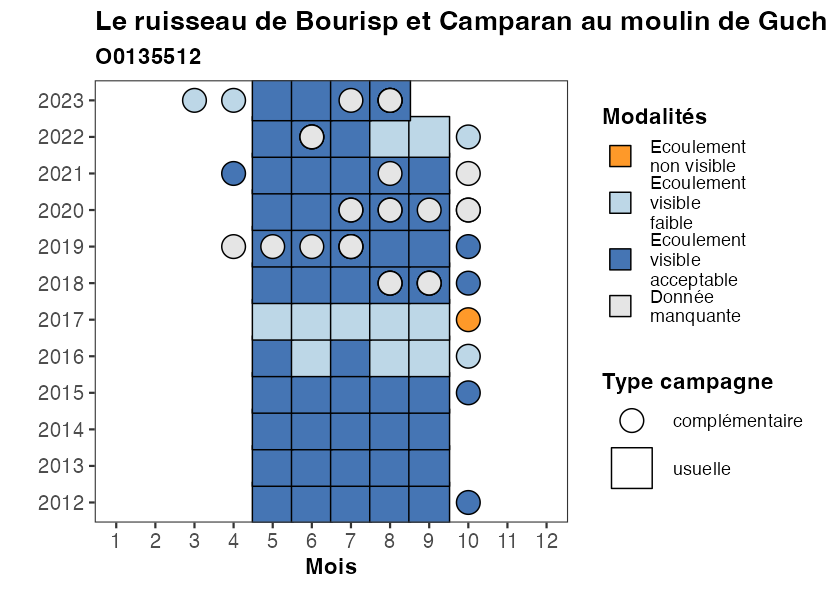 Le ruisseau de Bourisp et Camparan au moulin de Guch
O0135512
2023
2022
2021
2020
2019
2018
2017
2016
2015
2014
2013
2012
1 2 3 4 5 6 7 8 9 10 11 12
Mois
Modalités
Ecoulement
non visible
Ecoulement
visible
faible
Ecoulement
visible
acceptable
Donnée
manquante
Type campagne
complémentaire
usuelle